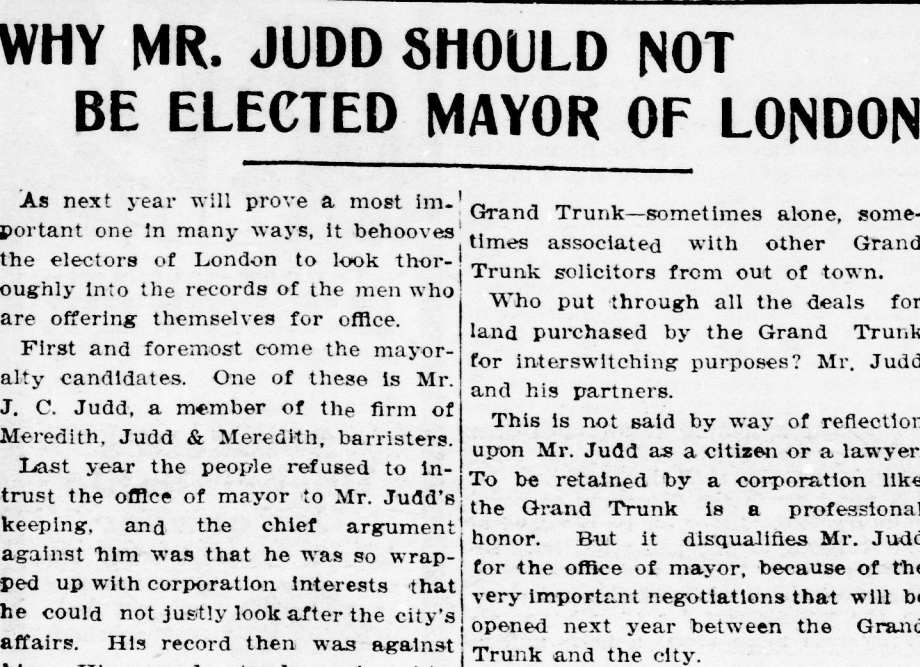 WHY MR. JUDD SHOULD NOT
BE ELECTED MAYOR OF LONDON
As next year will prove a most im-
portant one in many ways, it behooves
the electors of London to look thor-
oughly into the records of the men who
are offering themselves for office.
First and foremost come the mayor-
alty candidates. One of these is Mr.
J. C. Judd, a member of the firm of
Meredith, Judd & Meredith, barristers.
Last year the people refused to in-
trust the office of mayor to Mr. Judd's
keeping, and the chief argument
against him was that he was so wrap-
ped up with corporation interests that
he could not justly look after the city's
affairs. His record then was against
Grand Trunk—sometimes alone, some-
times associated with other Grand
Trunk solicitors from out of town.
Who put through all the deals for
land purchased by the Grand Trunk
for interswitching purposes? Mr. Judd
and his partners.
This is not said by way of reflection
upon Mr. Judd as a citizen or a lawyer
To be retained by a corporation like
the Grand Trunk is a professional
honor. But it disqualifies Mr. Judd
for the office of mayor, because of the
very important negotiations that will be
opened next year between the Grand
Trunk and the city.